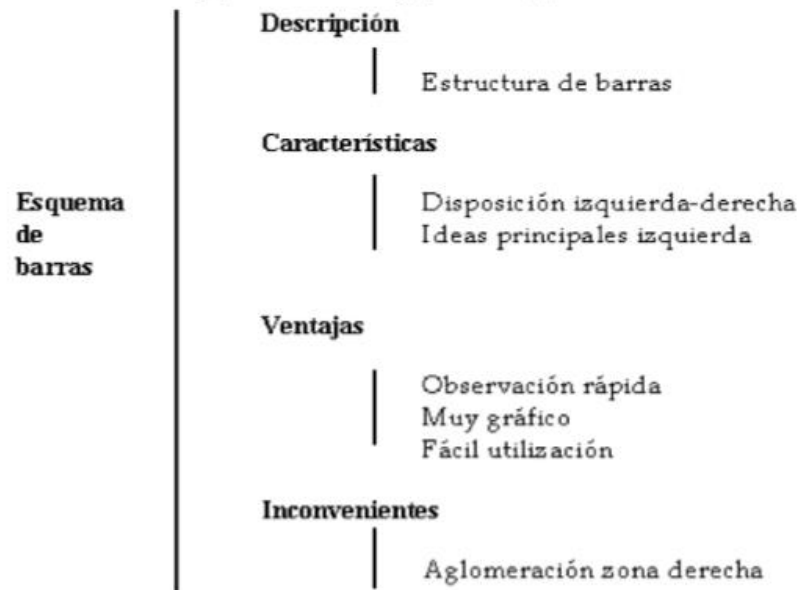 Descripción
Estructura de barras
Características
Esquema
de
barras
Disposición izquierda-derecha
Ideas principales izquierda
Ventajas
Observación rápida
Muy gráfico
Fácil utilización
Inconvenientes
Aglomeración zona derecha